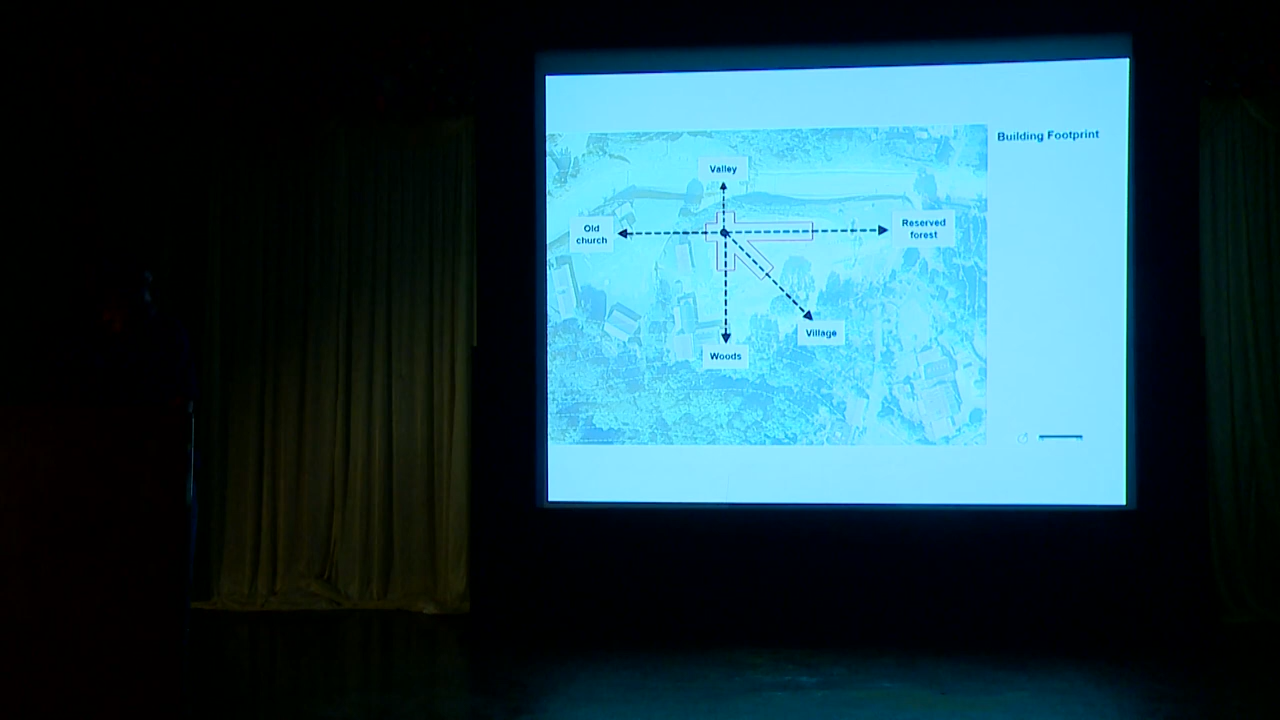 Building Footprint
Valley
Old
church
Reserved
forest
Village
Woods